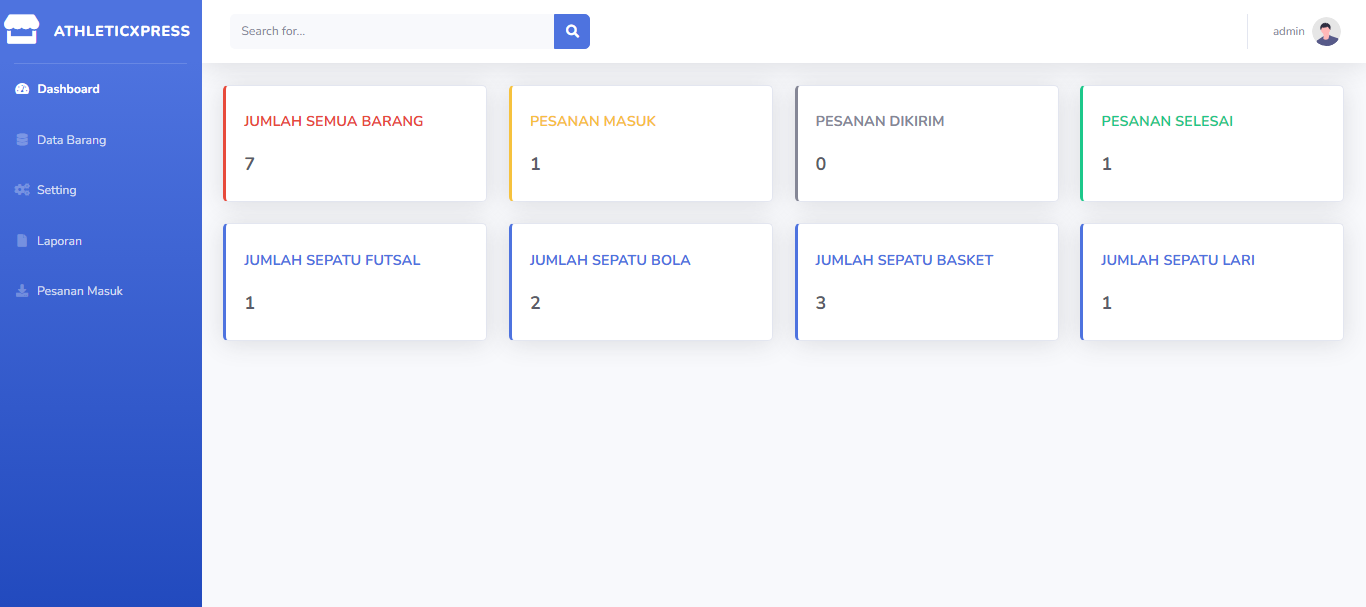 ATHLETICXPRESS
Search for...
admin
Dashboard
Data Barang
Setting
Laporan
Pesanan Masuk
JUMLAH SEMUA BARANG
7
PESANAN MASUK
1
PESANAN DIKIRIM
0
PESANAN SELESAI
1
JUMLAH SEPATU FUTSAL
1
JUMLAH SEPATU BOLA
2
JUMLAH SEPATU BASKET
3
JUMLAH SEPATU LARI
1